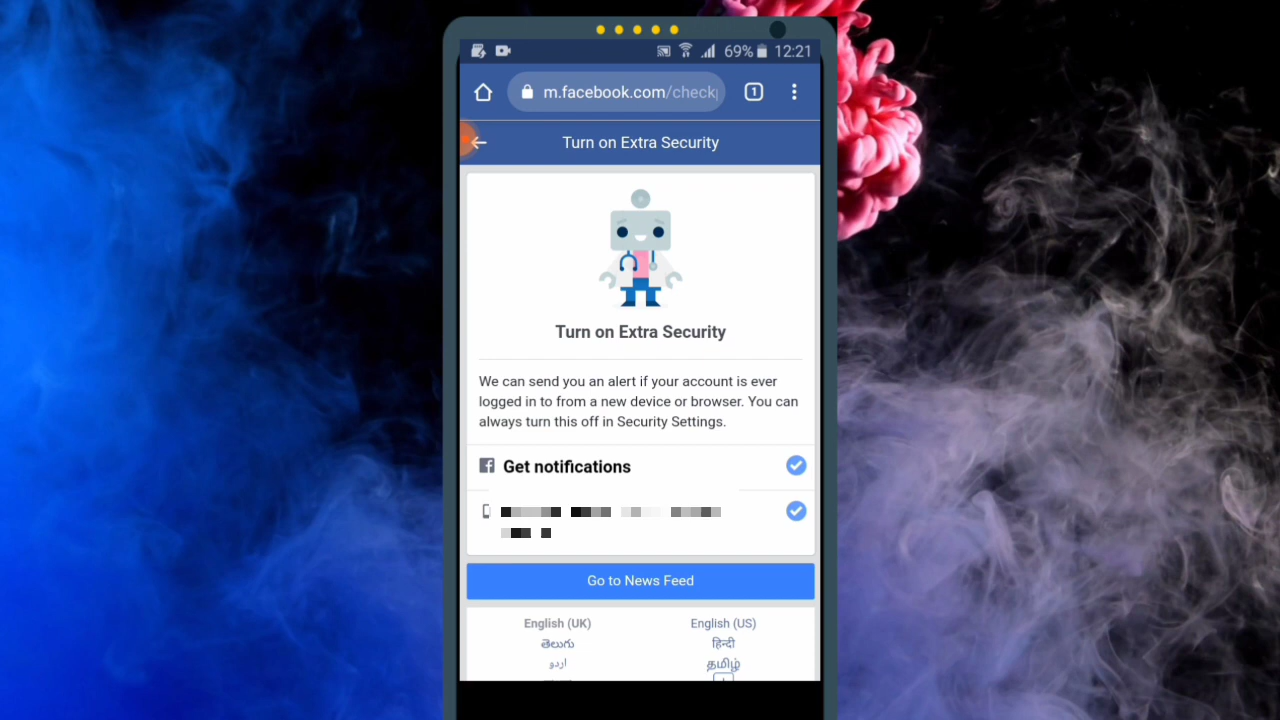 69% 12:21
m.facebook.com/check
1
Turn on Extra Security
Turn on Extra Security
We can send you an alert if your account is ever
logged in to from a new device or browser. You can
always turn this off in Security Settings.
Get notifications
Go to News Feed
English (UK) English (US)
తెలుగు हिन्दी
اردو தமிழ்